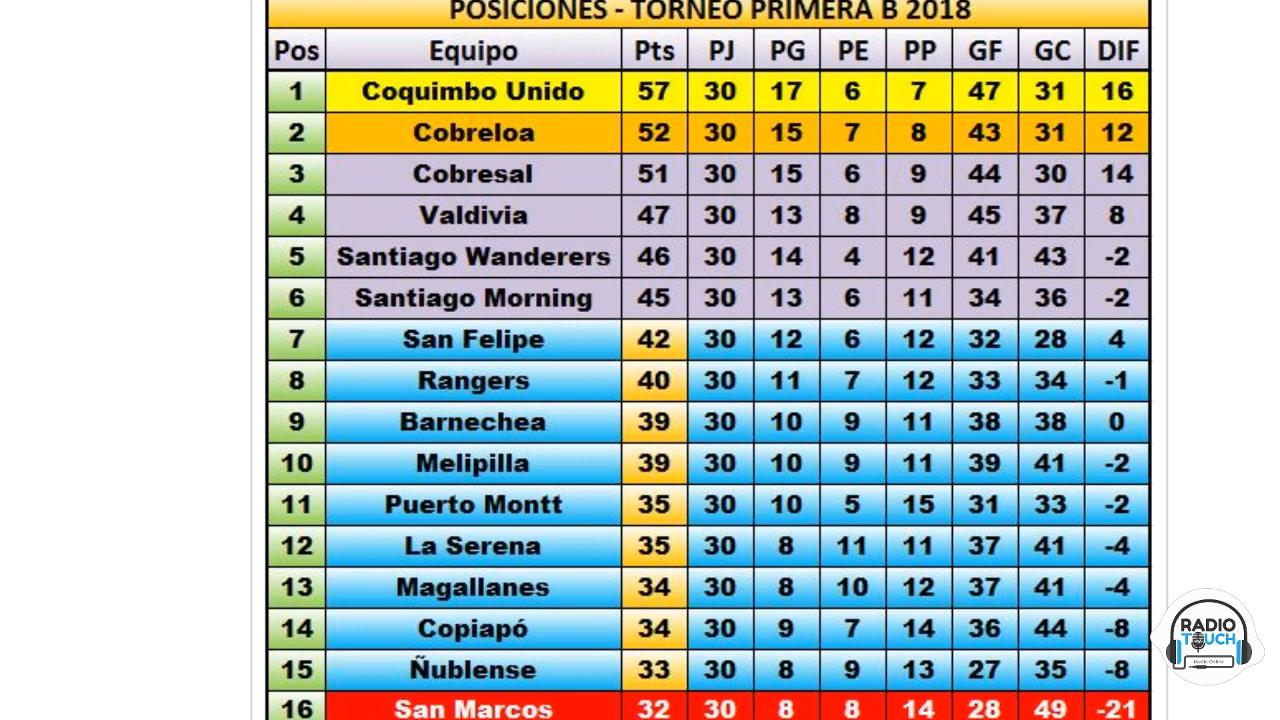 POSICIONES - TORNEO PRIMERA B 2018
Pos Equipo Pts PJ PG PE PP GF GC DIF
1 Coquimbo Unido 57 30 17 6 7 47 31 16
2 Cobreloa 52 30 15 7 8 43 31 12
3 Cobresal 51 30 15 6 9 44 30 14
4 Valdivia 47 30 13 8 9 45 37 8
5 Santiago Wanderers 46 30 14 4 12 41 43 -2
6 Santiago Morning 45 30 13 6 11 34 36 -2
7 San Felipe 42 30 12 6 12 32 28 4
8 Rangers 40 30 11 7 12 33 34 -1
9 Barnechea 39 30 10 9 11 38 38 0
10 Melipilla 39 30 10 9 11 39 41 -2
11 Puerto Montt 35 30 10 5 15 31 33 -2
12 La Serena 35 30 8 11 11 37 41 -4
13 Magallanes 34 30 8 10 12 37 41 -4
14 Copiapó 34 30 9 7 14 36 44 -8
15 Ñublense 33 30 8 9 13 27 35 -8
16 San Marcos 32 30 8 8 14 28 49 -21
RADIO
TOUCH